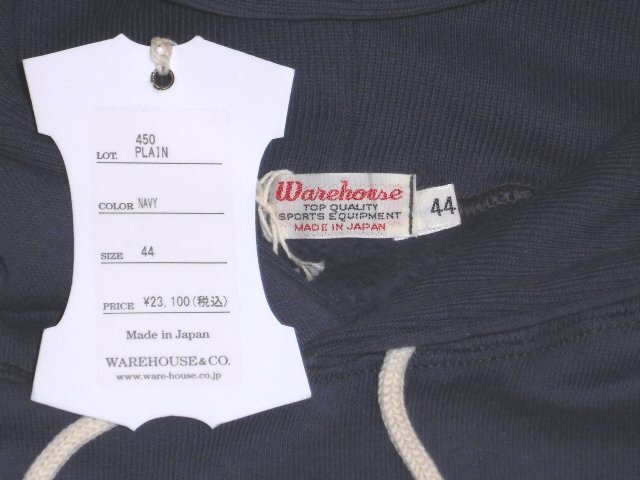 450
LOT. PLAIN
COLOR NAVY
SIZE 44
PRICE ¥23,100(税込)
Made in Japan
WAREHOUSE&CO.
www.ware-house.co.jp
Warehouse
TOP QUALITY
SPORTS EQUIPMENT
MADE IN JAPAN
44